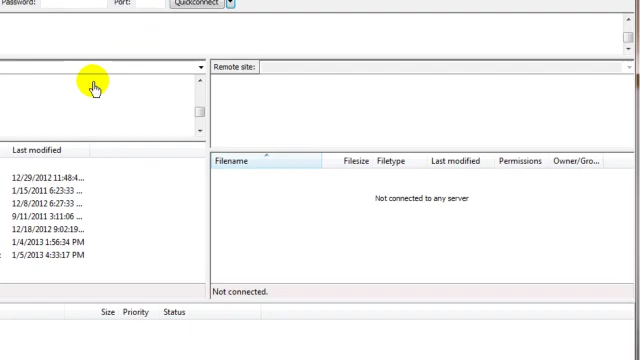 Password: Port: Quickconnect
Remote site:
Last modified
Filename Filesize Filetype Last modified Permissions Owner/Gro...
12/29/2012 11:48:4...
1/15/2011 6:23:33 ...
12/8/2012 6:27:33 ...
9/11/2011 3:11:06 ...
12/18/2012 9:02:19...
1/4/2013 1:56:34 PM
1/5/2013 4:33:17 PM
Not connected to any server
Not connected.
Size Priority Status